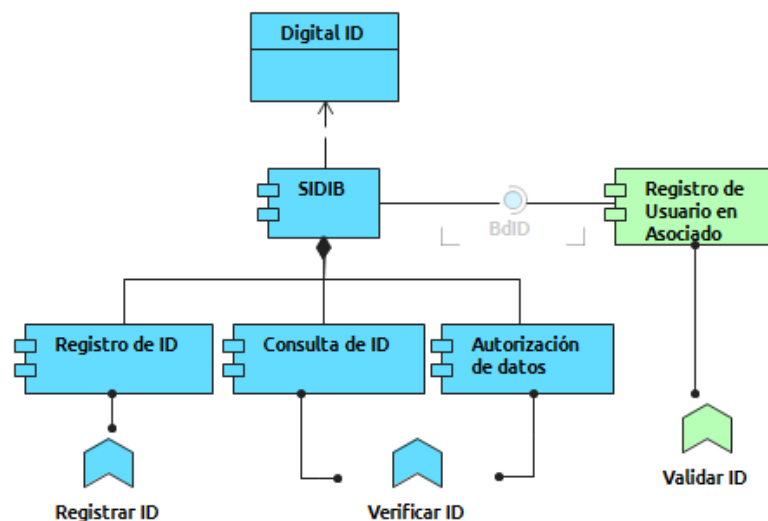 Digital ID
SIDIB
BdID
Registro de
Usuario en
Asociado
Registro de ID
Consulta de ID
Autorización
de datos
Registrar ID
Verificar ID
Validar ID